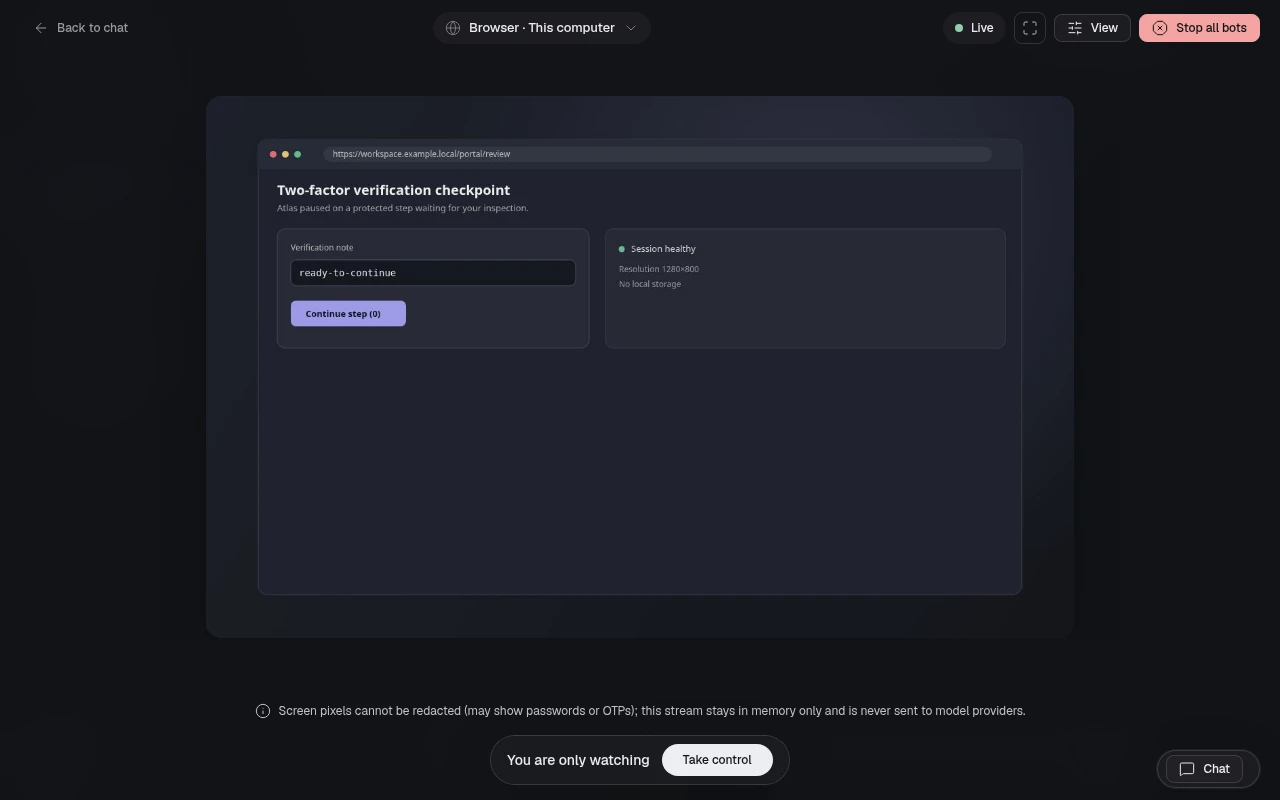 Back to chat
Browser · This computer
Live
View
Stop all bots
https://workspace.example.local/portal/review
Two-factor verification checkpoint
Atlas paused on a protected step waiting for your inspection.
Verification note
ready-to-continue
Continue step (0)
Session healthy
Resolution 1280×800
No local storage
Screen pixels cannot be redacted (may show passwords or OTPs); this stream stays in memory only and is never sent to model providers.
You are only watching
Take control
Chat